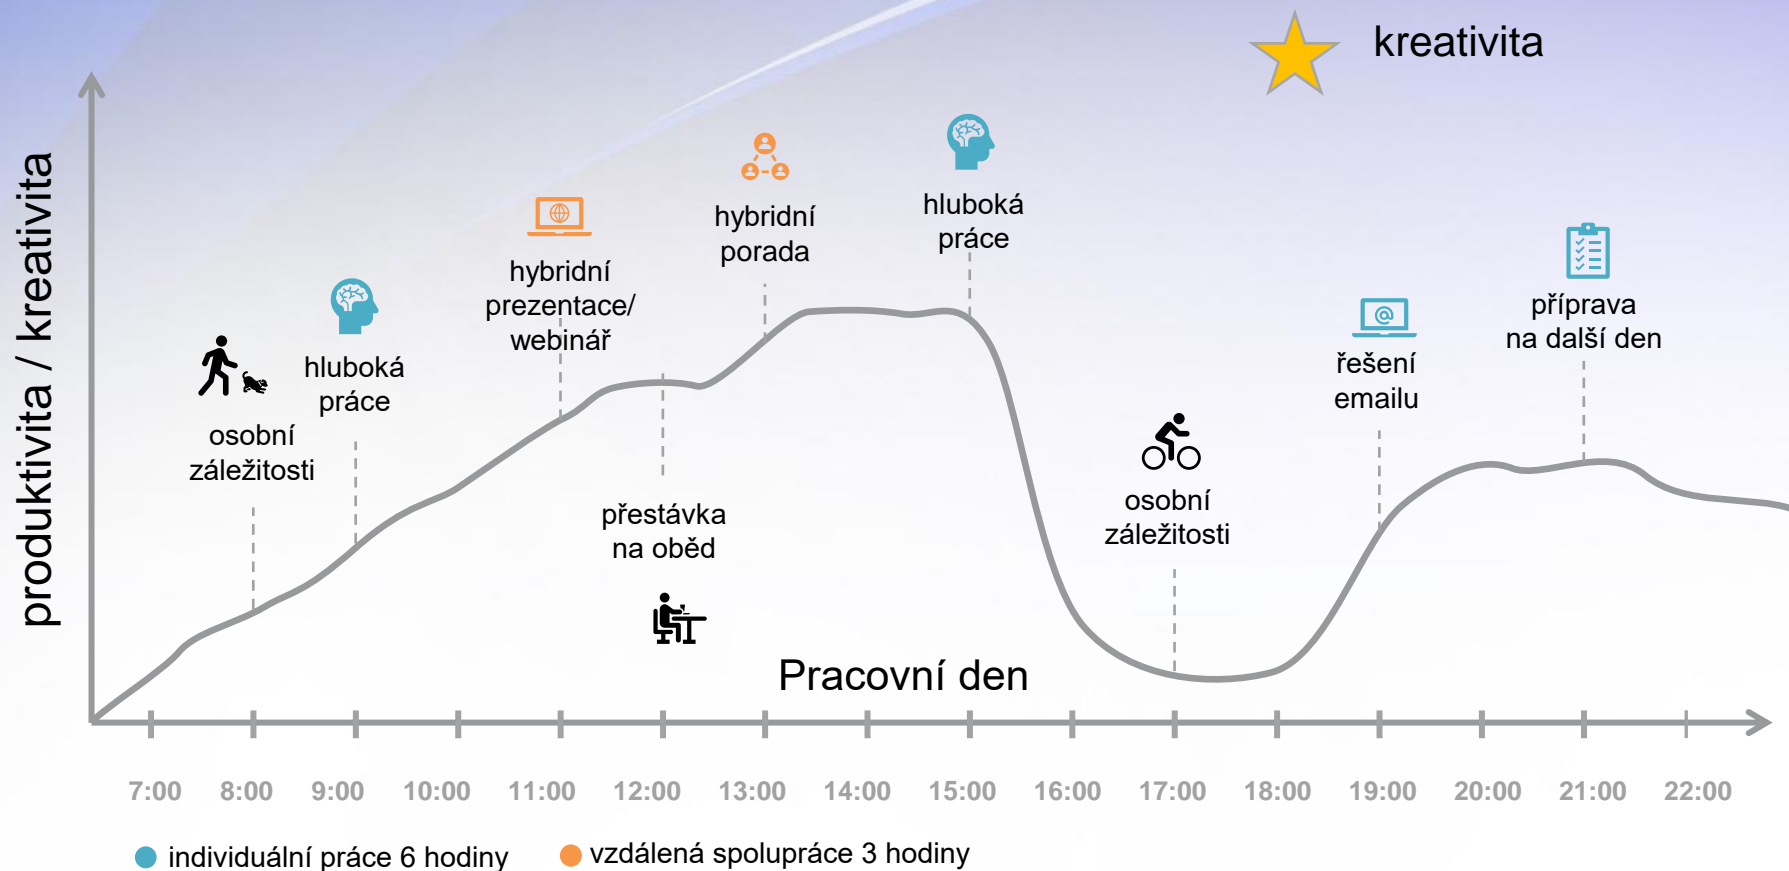 kreativita
produktivita / kreativita
osobní
záležitosti
hluboká
práce
hybridní
prezentace/
webinář
přestávka
na oběd
hybridní
porada
hluboká
práce
osobní
záležitosti
řešení
emailu
příprava
na další den
Pracovní den
7:00 8:00 9:00 10:00 11:00 12:00 13:00 14:00 15:00 16:00 17:00 18:00 19:00 20:00 21:00 22:00
individuální práce 6 hodiny
vzdálená spolupráce 3 hodiny